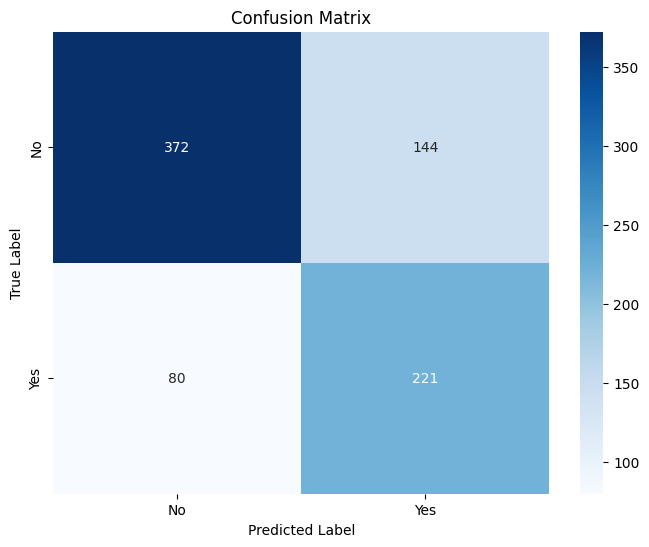 Confusion Matrix
No
372
144
Yes
80
221
True Label
No
Yes
Predicted Label
350
300
250
200
150
100